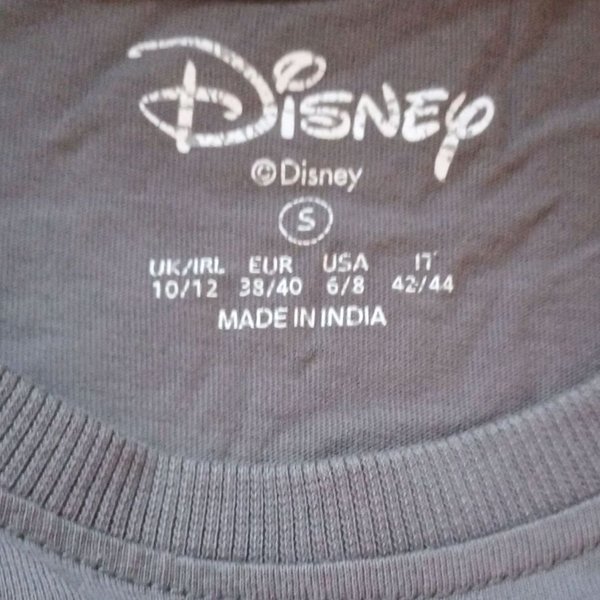 Disney
©Disney
S
UK/IRL EUR USA IT
10/12 38/40 6/8 42/44
MADE IN INDIA